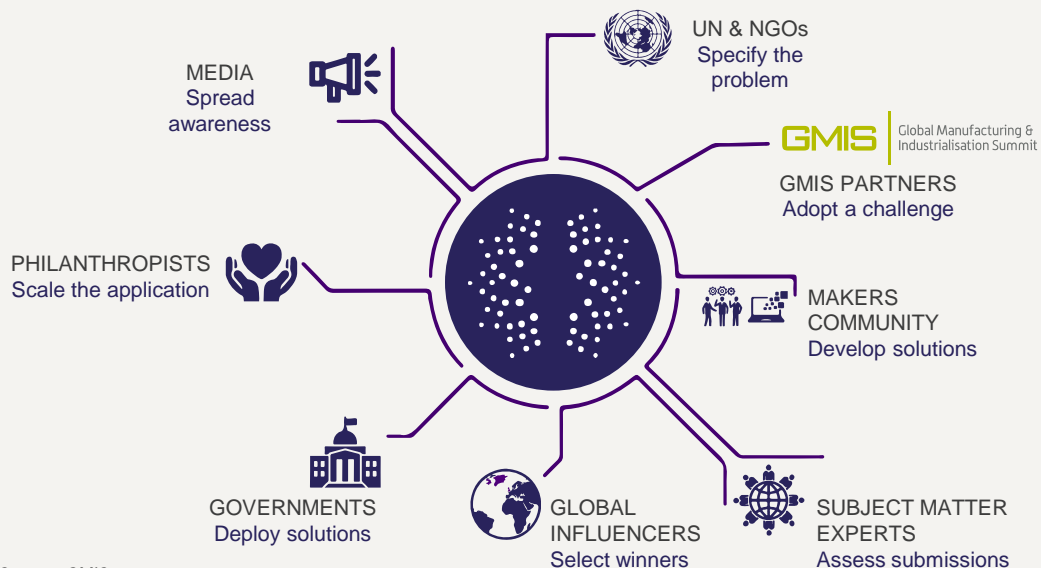 UN & NGOs
Specify the
problem
GMIS
Global Manufacturing &
Industrialisation Summit
GMIS PARTNERS
Adopt a challenge
MAKERS
COMMUNITY
Develop solutions
SUBJECT MATTER
EXPERTS
Assess submissions
GLOBAL
INFLUENCERS
Select winners
GOVERNMENTS
Deploy solutions
PHILANTHROPISTS
Scale the application
MEDIA
Spread
awareness